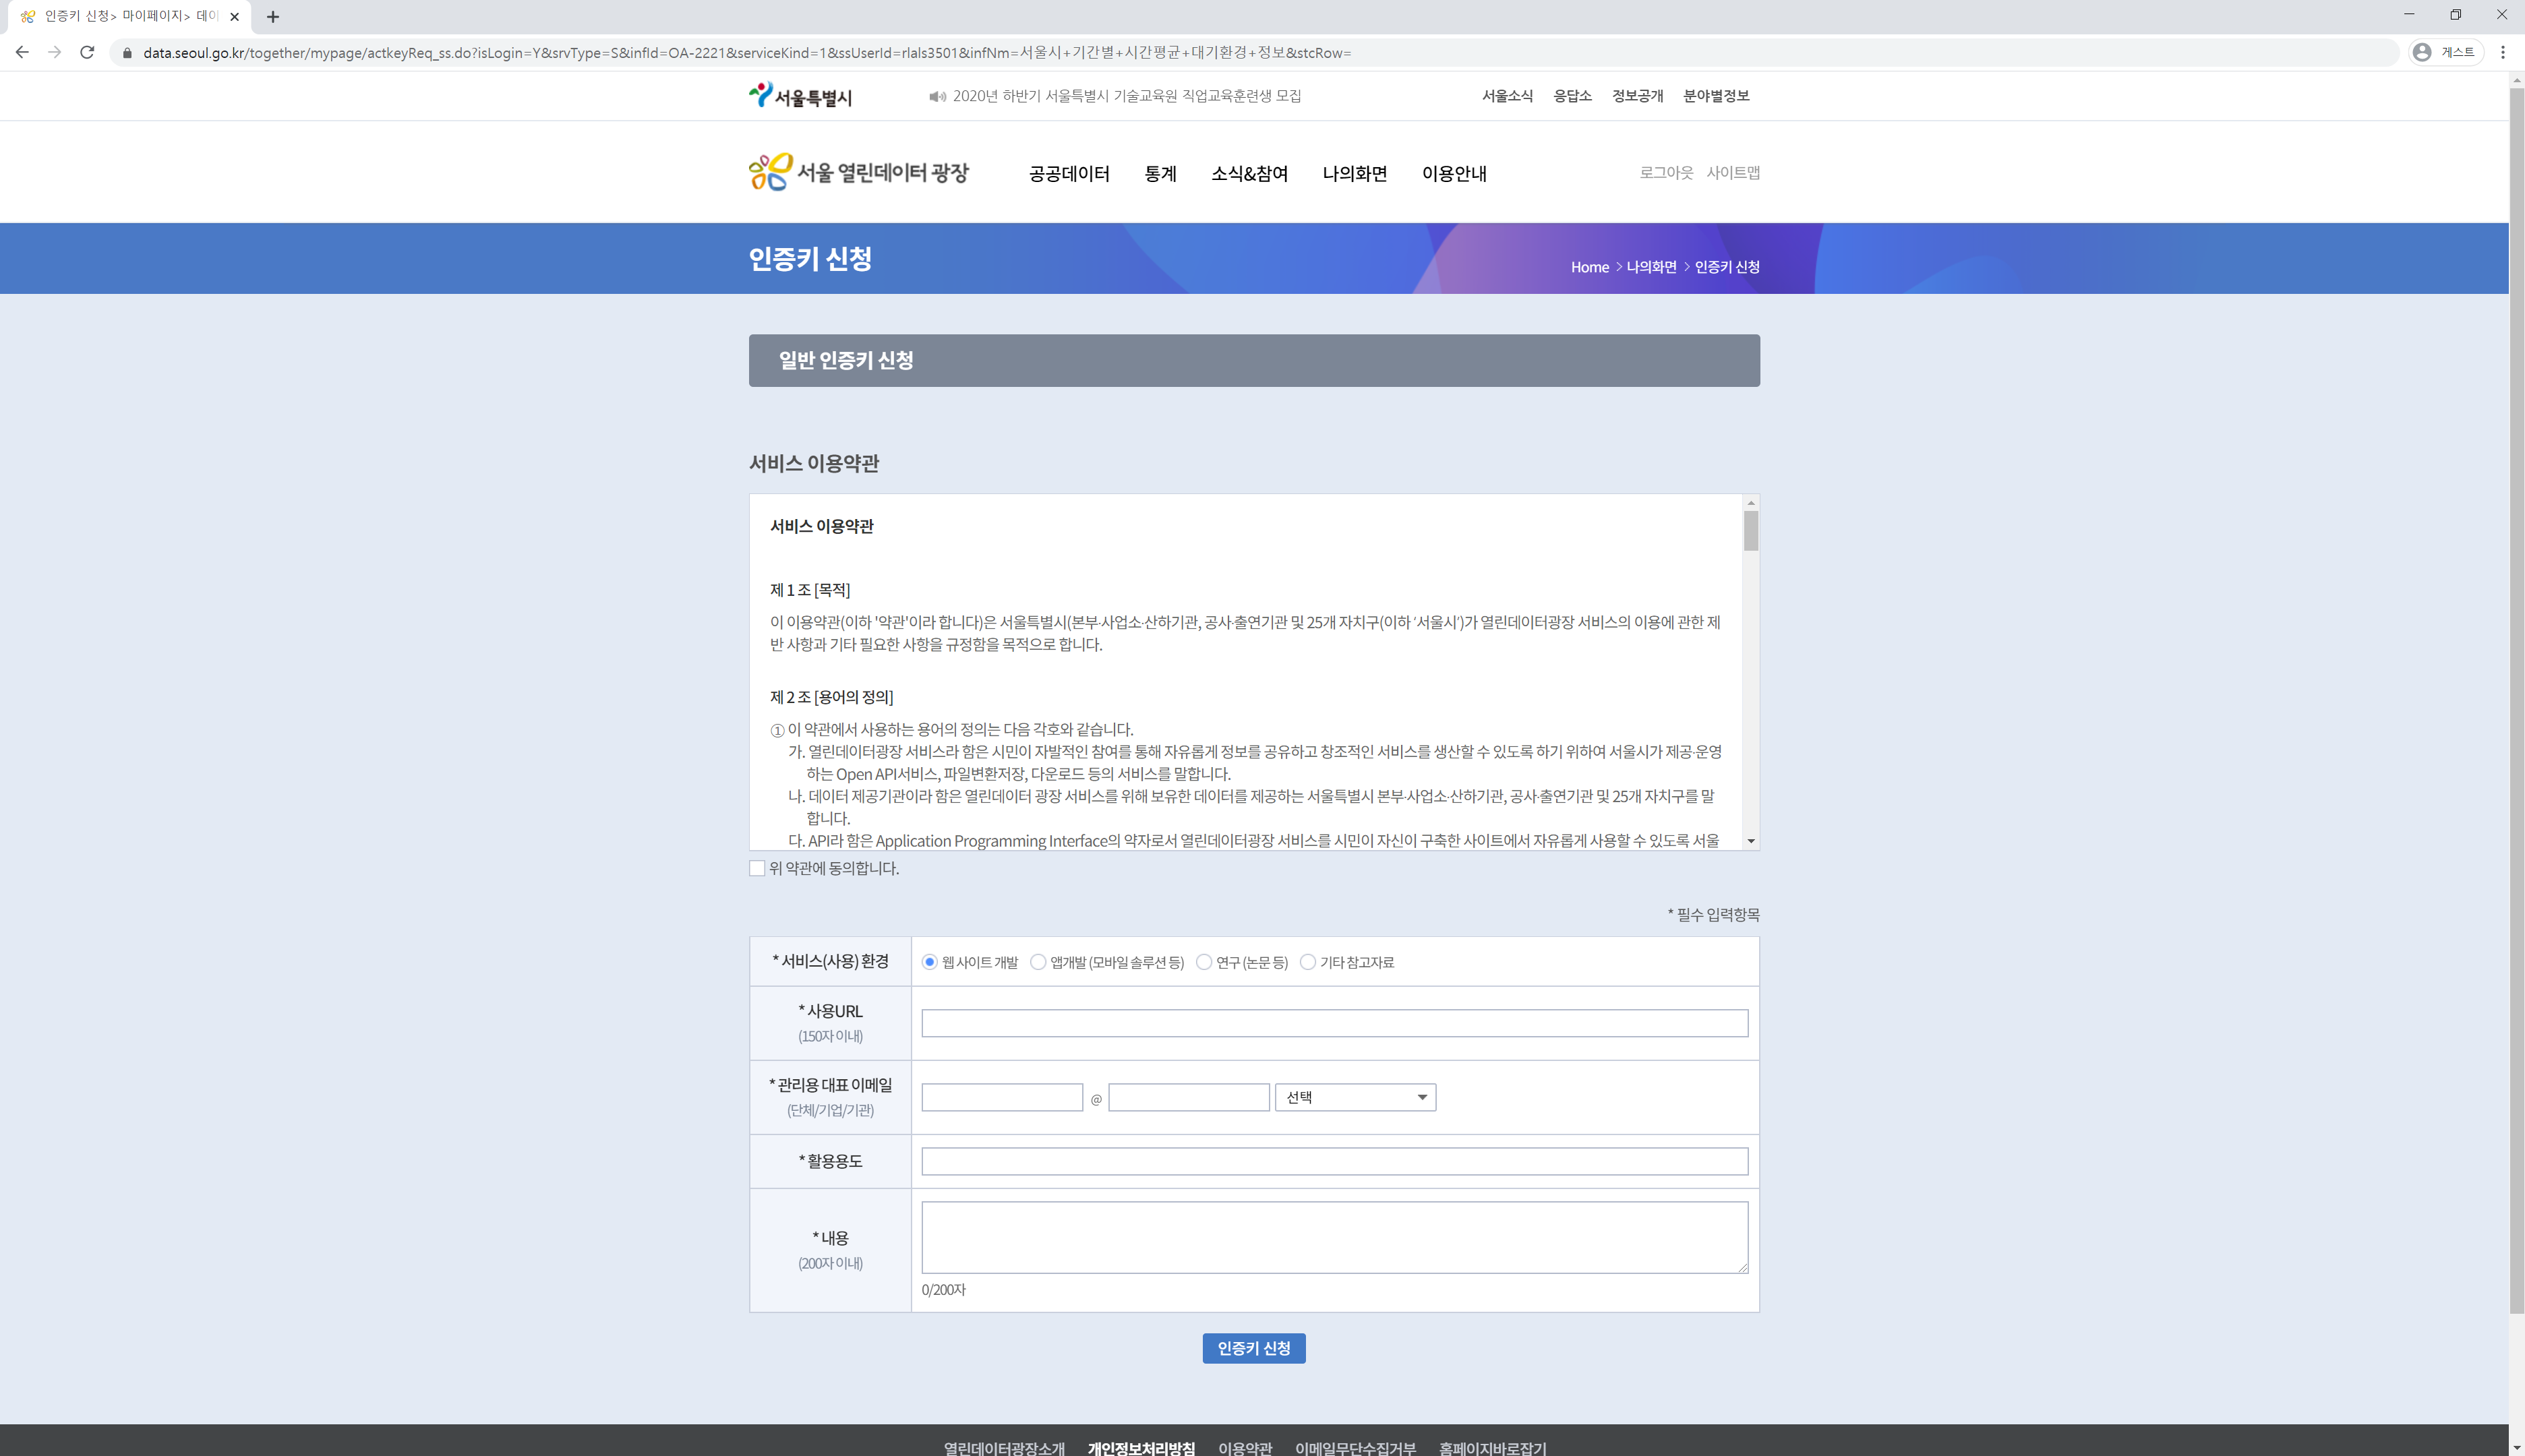 인증키 신청> 마이페이지> 데이
data.seoul.go.kr/together/mypage/actkeyReq_ss.do?isLogin=Y&srvType=S&infId=OA-2221&serviceKind=1&ssUserId=rlals3501&infNm=서울시+기간별+시간평균+대기환경+정보&stcRow=
게스트
서울특별시
2020년 하반기 서울특별시 기술교육원 직업교육훈련생 모집
서울소식 응답소 정보공개 분야별정보
서울 열린데이터 광장
공공데이터 통계 소식&참여 나의화면 이용안내
로그아웃 사이트맵
인증키 신청
Home > 나의화면 > 인증키 신청
일반 인증키 신청
서비스 이용약관
서비스 이용약관
제 1 조 [목적]
이 이용약관(이하 '약관'이라 합니다)은 서울특별시(본부·사업소·산하기관, 공사·출연기관 및 25개 자치구(이하 '서울시')가 열린데이터광장 서비스의 이용에 관한 제
반 사항과 기타 필요한 사항을 규정함을 목적으로 합니다.
제 2 조 [용어의 정의]
① 이 약관에서 사용하는 용어의 정의는 다음 각호와 같습니다.
가. 열린데이터광장 서비스라 함은 시민이 자발적인 참여를 통해 자유롭게 정보를 공유하고 창조적인 서비스를 생산할 수 있도록 하기 위하여 서울시가 제공·운영
하는 Open API서비스, 파일변환저장, 다운로드 등의 서비스를 말합니다.
나. 데이터 제공기관이라 함은 열린데이터 광장 서비스를 위해 보유한 데이터를 제공하는 서울특별시 본부·사업소·산하기관, 공사·출연기관 및 25개 자치구를 말
합니다.
다. API라 함은 Application Programming Interface의 약자로서 열린데이터광장 서비스를 시민이 자신이 구축한 사이트에서 자유롭게 사용할 수 있도록 서울
위 약관에 동의합니다.
* 필수 입력항목
* 서비스(사용) 환경
웹 사이트 개발 앱개발 (모바일 솔루션 등) 연구 (논문 등) 기타 참고자료
* 사용URL
(150자 이내)
* 관리용 대표 이메일
(단체/기업/기관)
@ 선택
* 활용용도
* 내용
(200자 이내)
0/200자
인증키 신청
열린데이터광장소개 개인정보처리방침 이용약관 이메일무단수집거부 홈페이지바로잡기